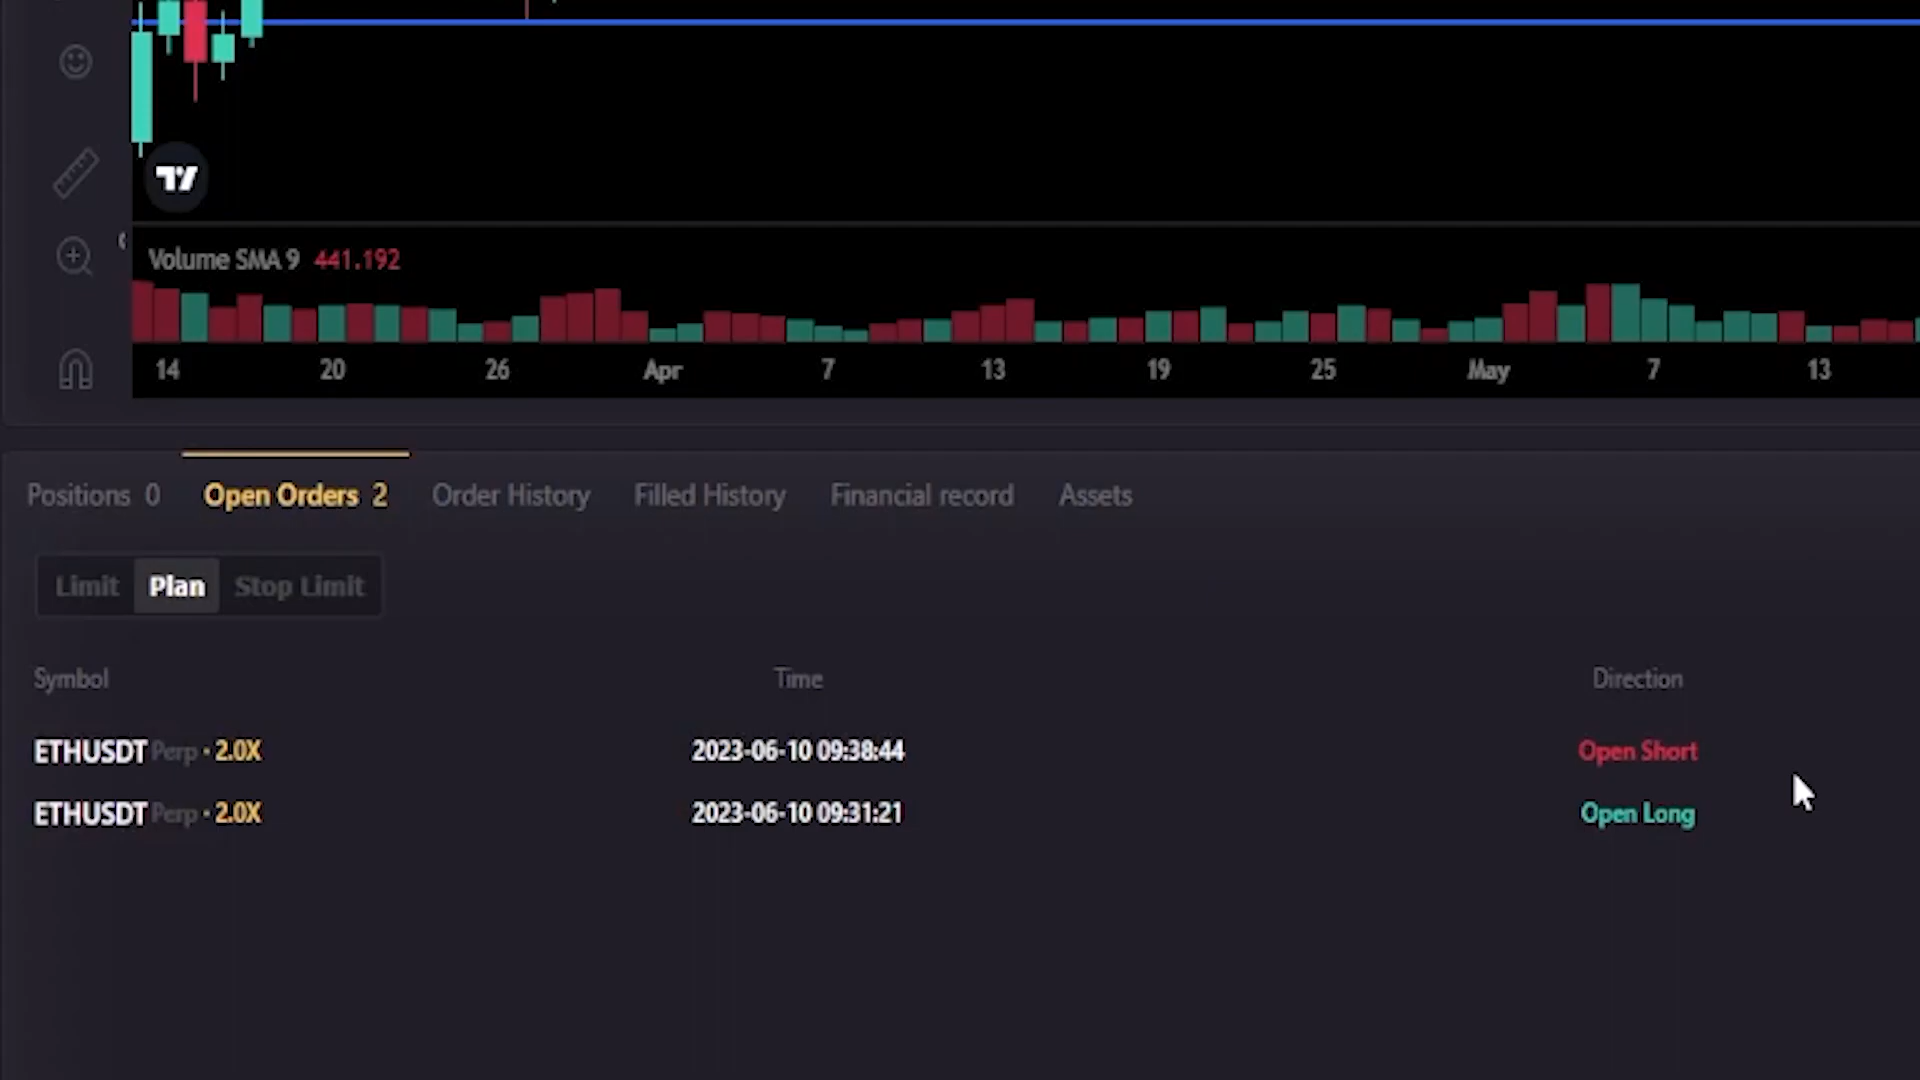 Volume SMA 9 441.192
14 20 26 Apr 7 13 19 25 May 7 13
Positions 0 Open Orders 2 Order History Filled History Financial record Assets
Limit Plan Stop Limit
Symbol Time Direction
ETHUSDT Perp · 2.0X 2023-06-10 09:38:44 Open Short
ETHUSDT Perp · 2.0X 2023-06-10 09:31:21 Open Long